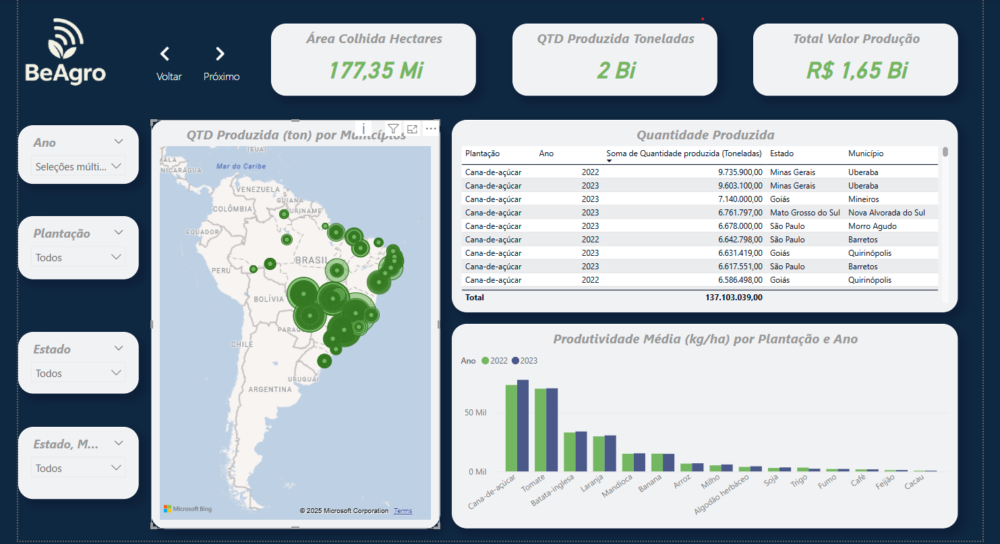 BeAgro
Voltar
Próximo
Área Colhida Hectares
177,35 Mi
QTD Produzida Toneladas
2 Bi
Total Valor Produção
R$ 1,65 Bi
Ano
Seleções múlti...
Plantação
Todos
Estado
Todos
Estado, M...
Todos
QTD Produzida (ton) por Municípios
(EUA)
Mar do Caribe
NICARÁGUA
VENEZUELA
GUIANA
SURINAME
COLÔMBIA
EQUADOR
BRASIL
PERU
BOLÍVIA
CHILE
URUGUAI
ARGENTINA
Microsoft Bing
© 2025 Microsoft Corporation Terms
Quantidade Produzida
Plantação Ano Soma de Quantidade produzida (Toneladas) Estado Município
Cana-de-açúcar 2022 9.735.900,00 Minas Gerais Uberaba
Cana-de-açúcar 2023 9.603.100,00 Minas Gerais Uberaba
Cana-de-açúcar 2023 7.140.000,00 Goiás Mineiros
Cana-de-açúcar 2023 6.761.797,00 Mato Grosso do Sul Nova Alvorada do Sul
Cana-de-açúcar 2023 6.678.000,00 São Paulo Morro Agudo
Cana-de-açúcar 2022 6.642.798,00 São Paulo Barretos
Cana-de-açúcar 2023 6.631.419,00 Goiás Quirinópolis
Cana-de-açúcar 2023 6.617.551,00 São Paulo Barretos
Cana-de-açúcar 2022 6.586.498,00 Goiás Quirinópolis
Total 137.103.039,00
Produtividade Média (kg/ha) por Plantação e Ano
Ano 2022 2023
50 Mil
0 Mil
Cana-de-açúcar
Tomate
Batata-inglesa
Laranja
Mandioca
Banana
Arroz
Milho
Algodão herbáceo
Soja
Trigo
Fumo
Café
Feijão
Cacau